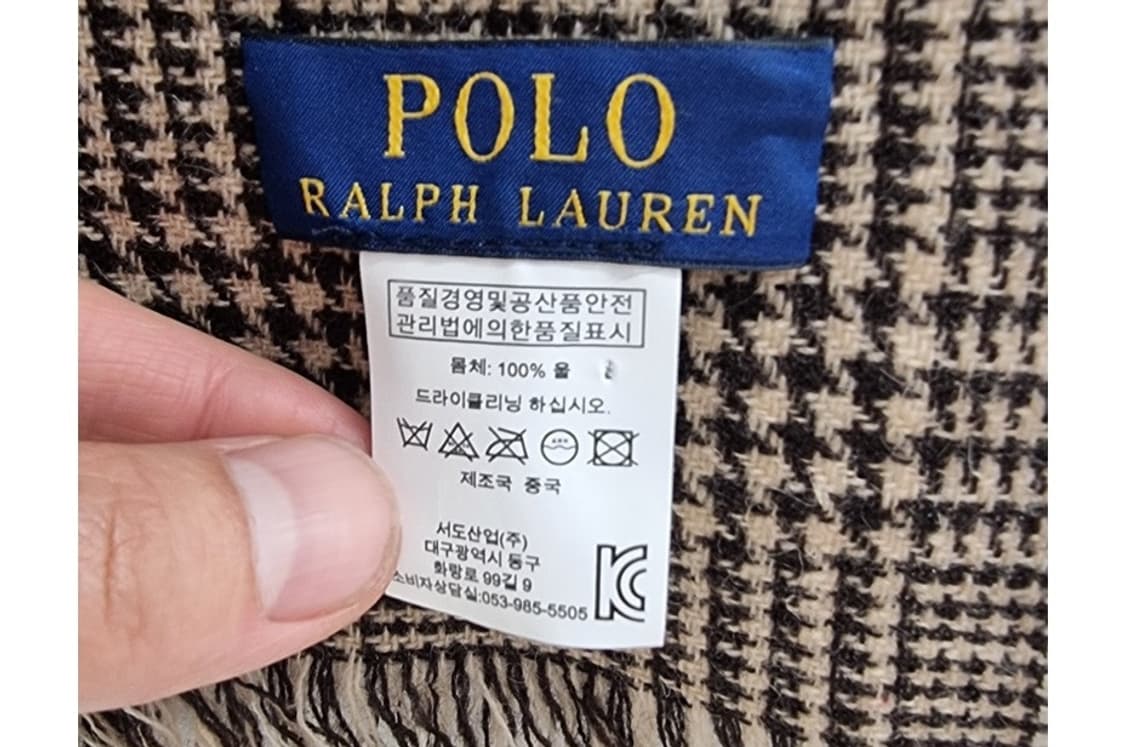 POLO
RALPH LAUREN
품질경영및공산품안전
관리법에의한품질표시
몸체: 100% 울
드라이클리닝 하십시오.
제조국 중국
서도산업(주)
대구광역시 동구
화랑로 99길 9
소비자상담실:053-985-5505
KC